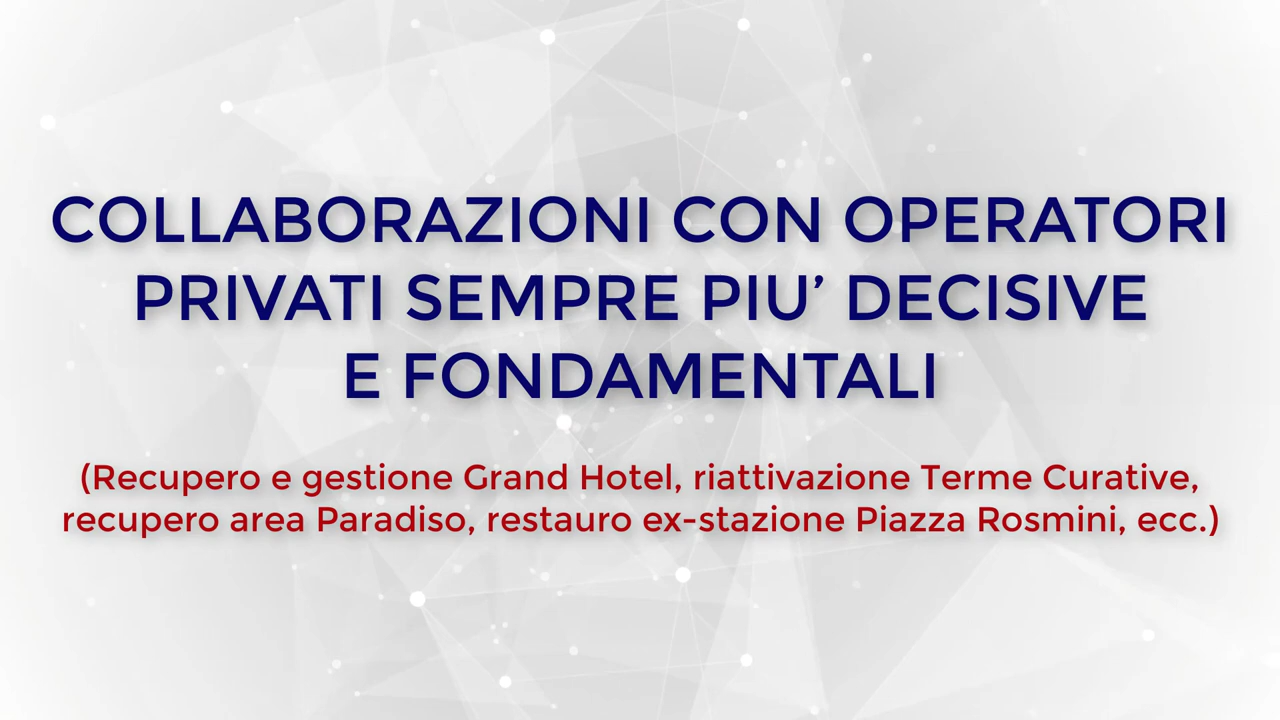 COLLABORAZIONI CON OPERATORI
PRIVATI SEMPRE PIU’ DECISIVE
E FONDAMENTALI
(Recupero e gestione Grand Hotel, riattivazione Terme Curative,
recupero area Paradiso, restauro ex-stazione Piazza Rosmini, ecc.)